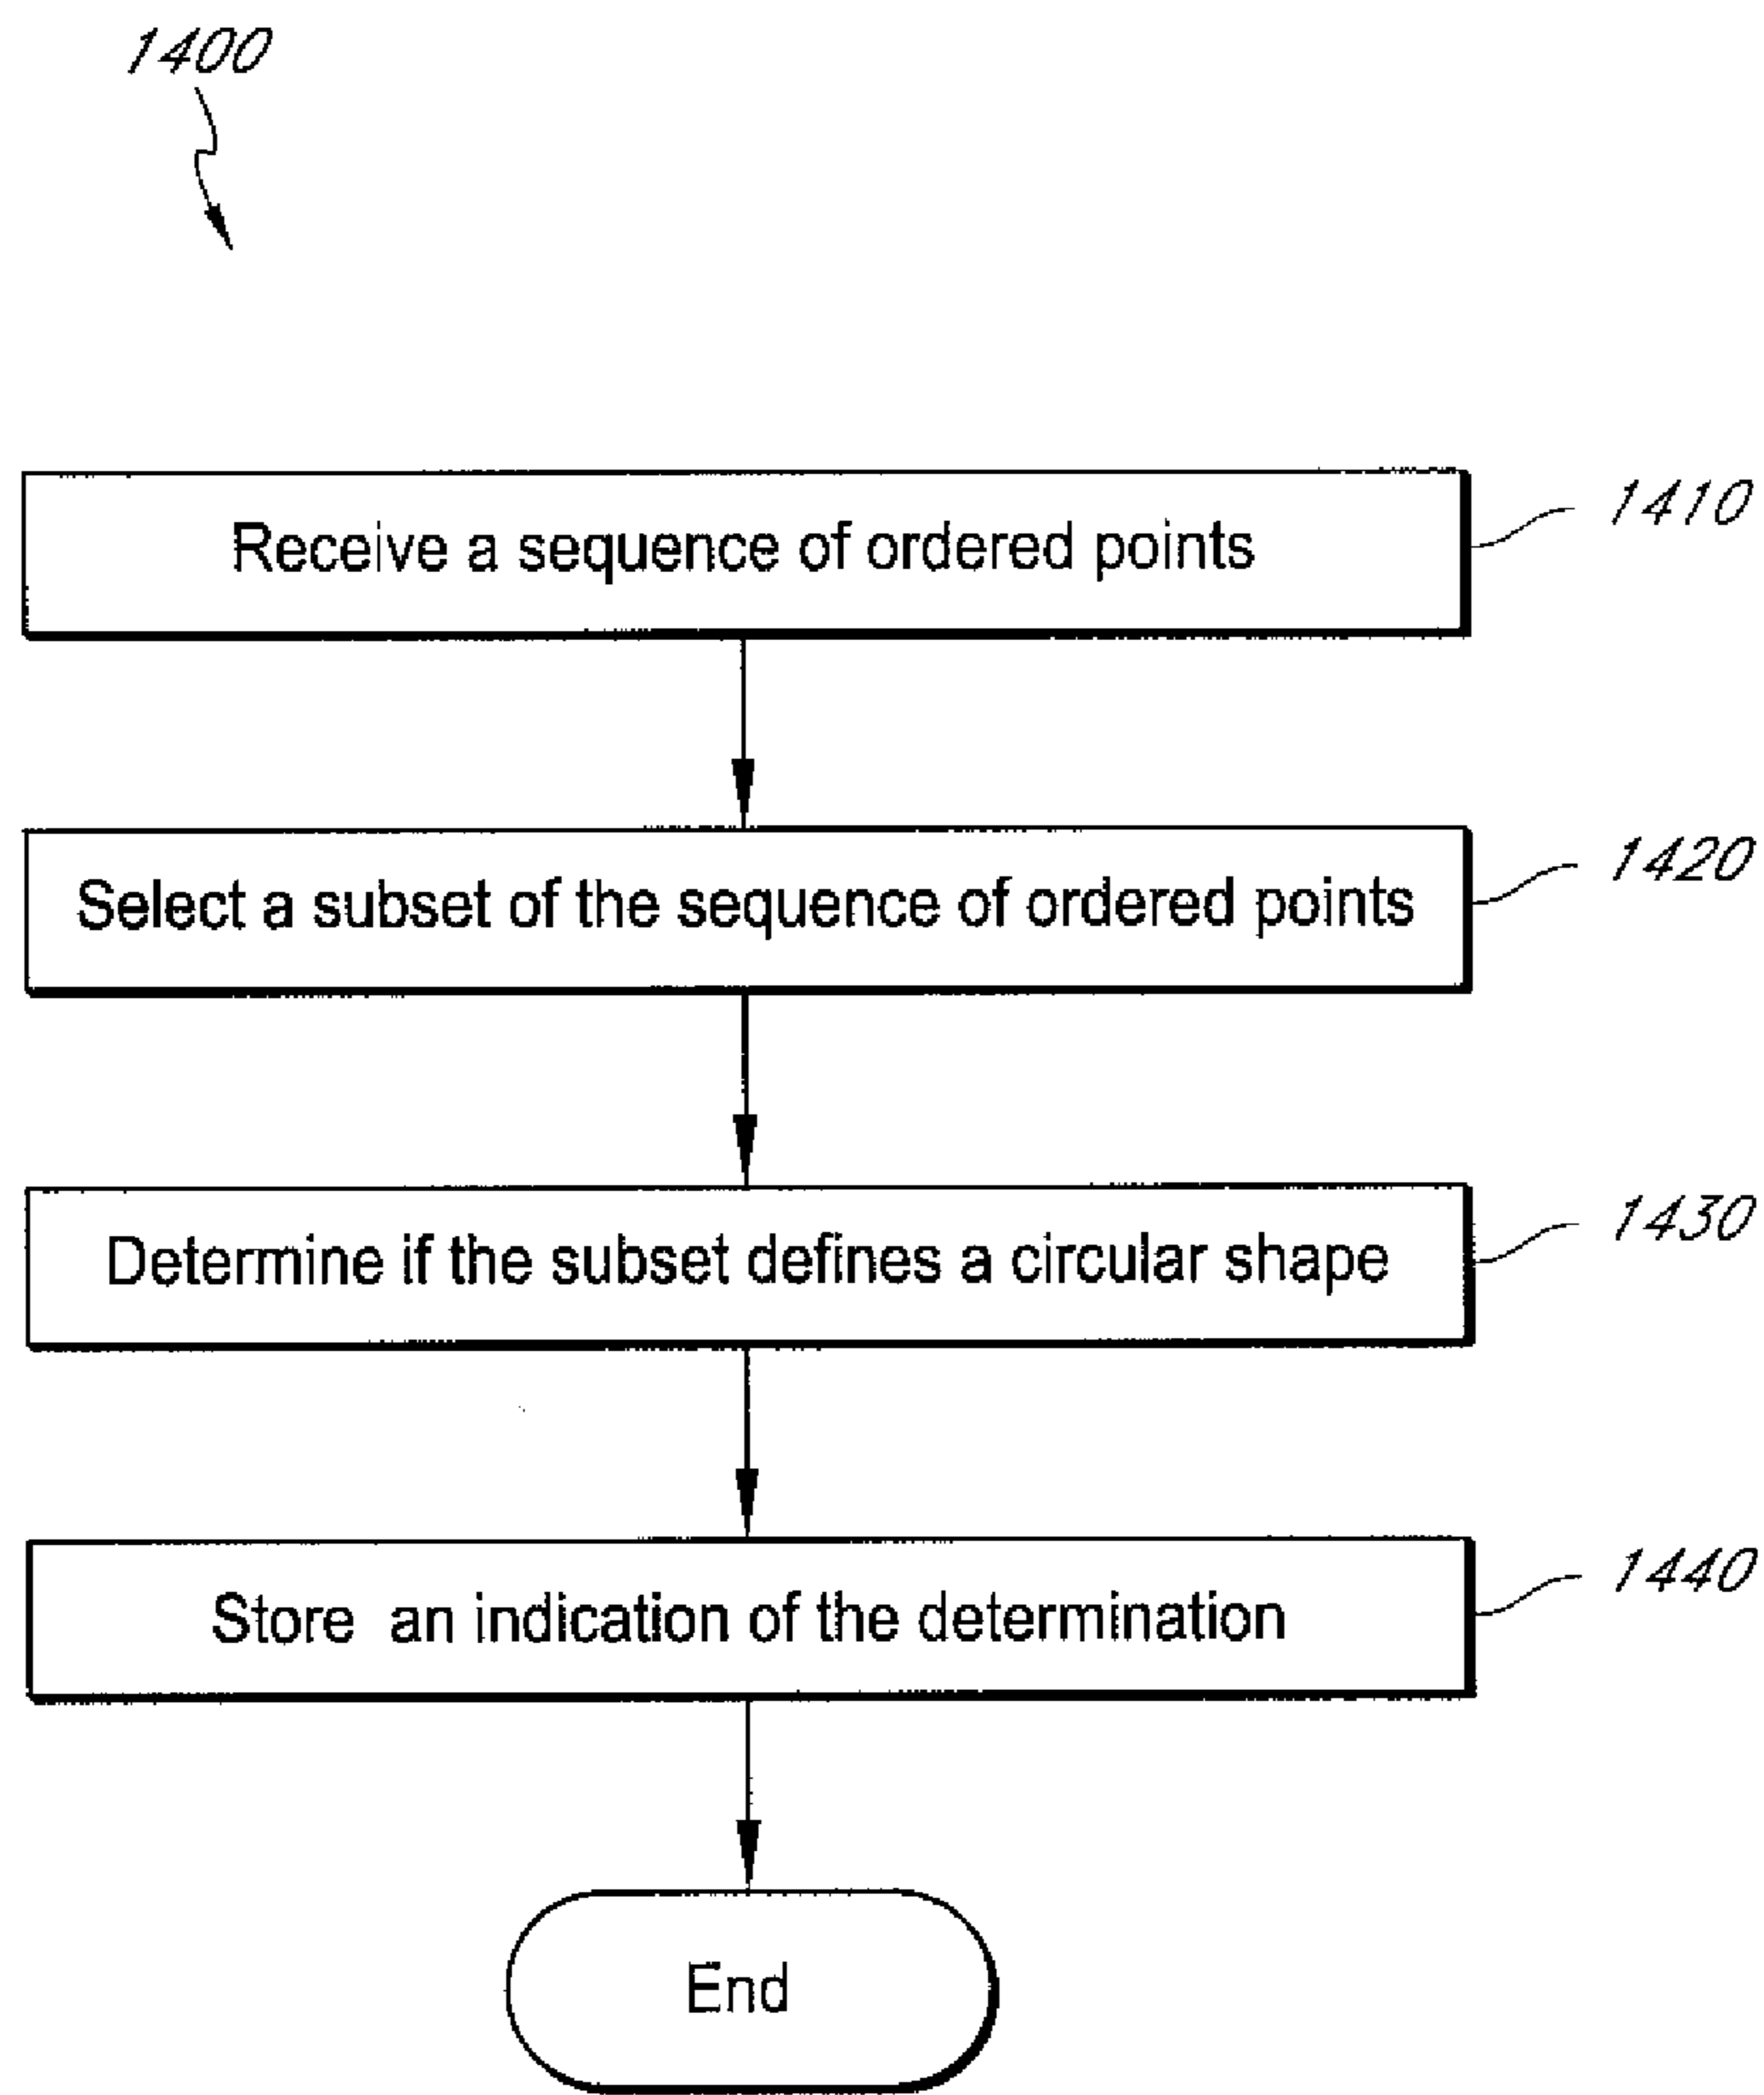 1400
Receive a sequence of ordered points
1410
Select a subset of the sequence of ordered points
1420
Determine if the subset defines a circular shape
1430
Store an indication of the determination
1440
End